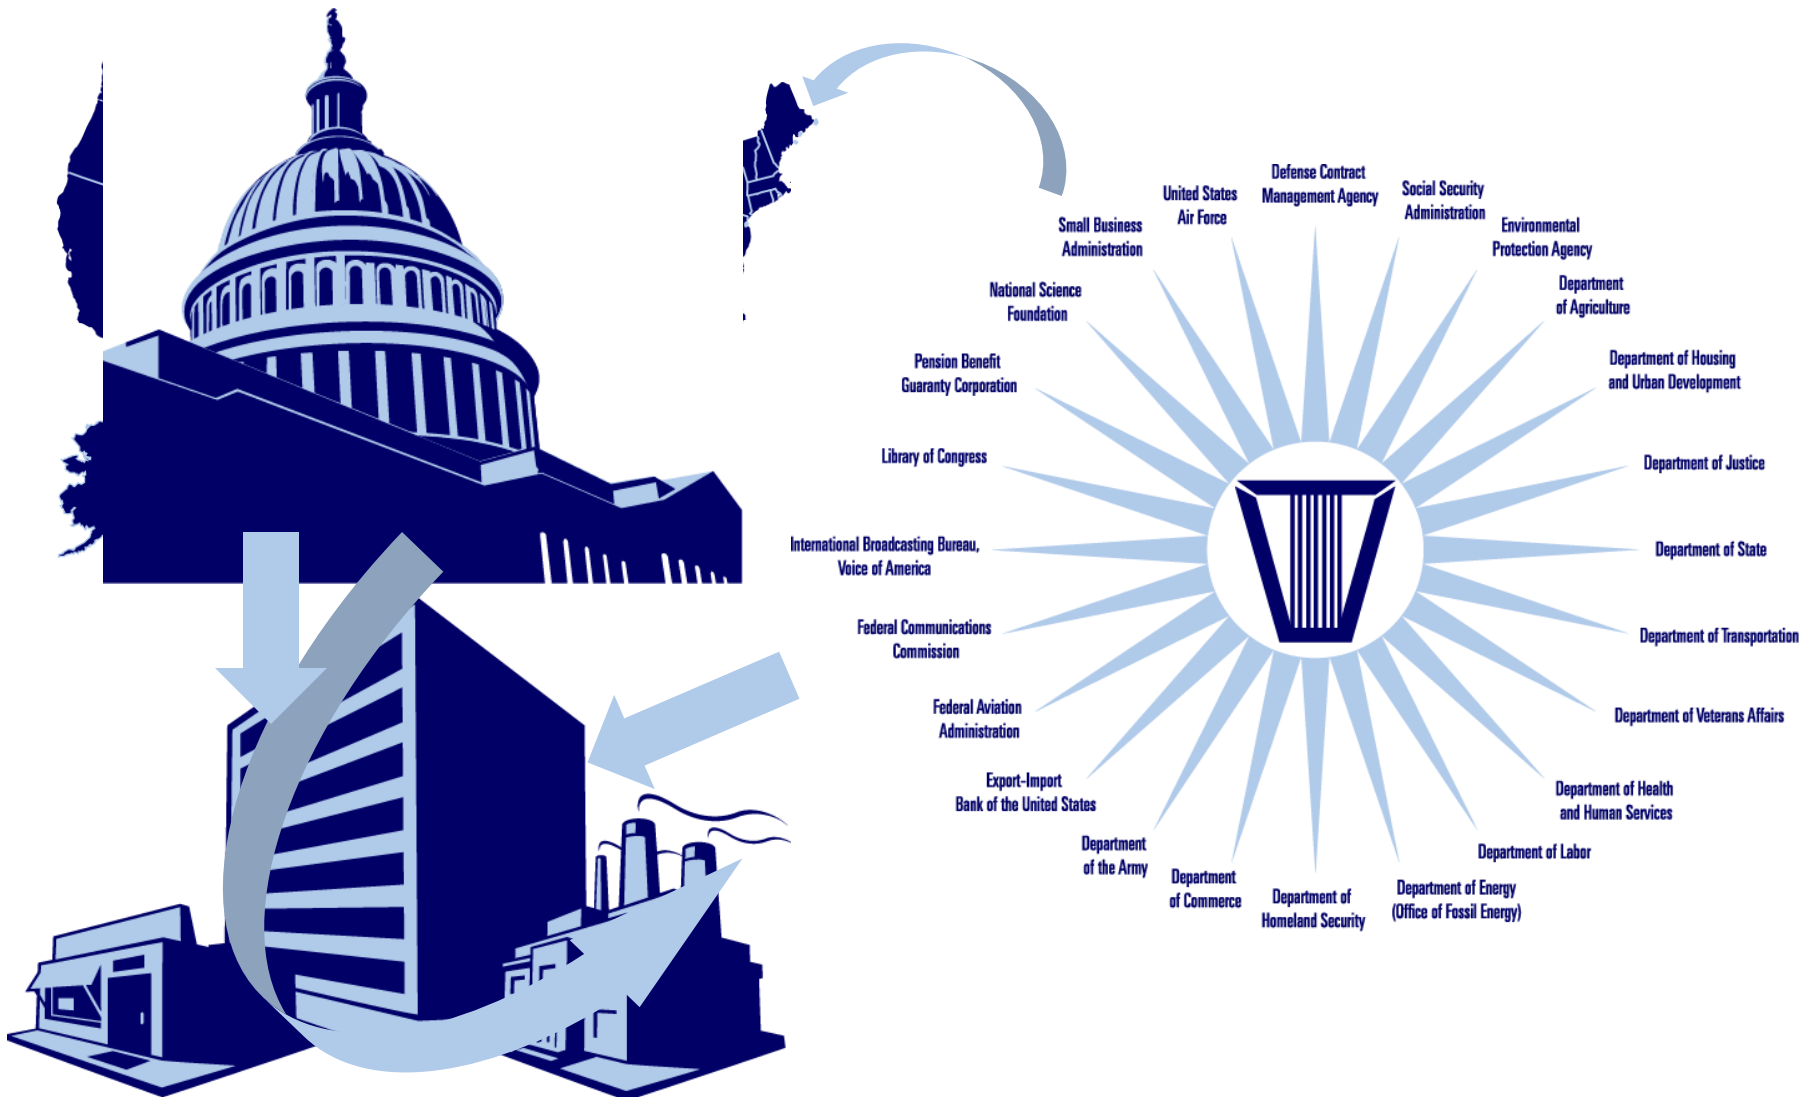 Defense Contract
Management Agency
Social Security
Administration
Environmental
Protection Agency
Department
of Agriculture
Department of Housing
and Urban Development
Department of Justice
Department of State
Department of Transportation
Department of Veterans Affairs
Department of Health
and Human Services
Department of Labor
Department of Energy
(Office of Fossil Energy)
Department of
Homeland Security
Department
of Commerce
Department
of the Army
Export-Import
Bank of the United States
Federal Aviation
Administration
Federal Communications
Commission
International Broadcasting Bureau,
Voice of America
Library of Congress
Pension Benefit
Guaranty Corporation
National Science
Foundation
Small Business
Administration
United States
Air Force